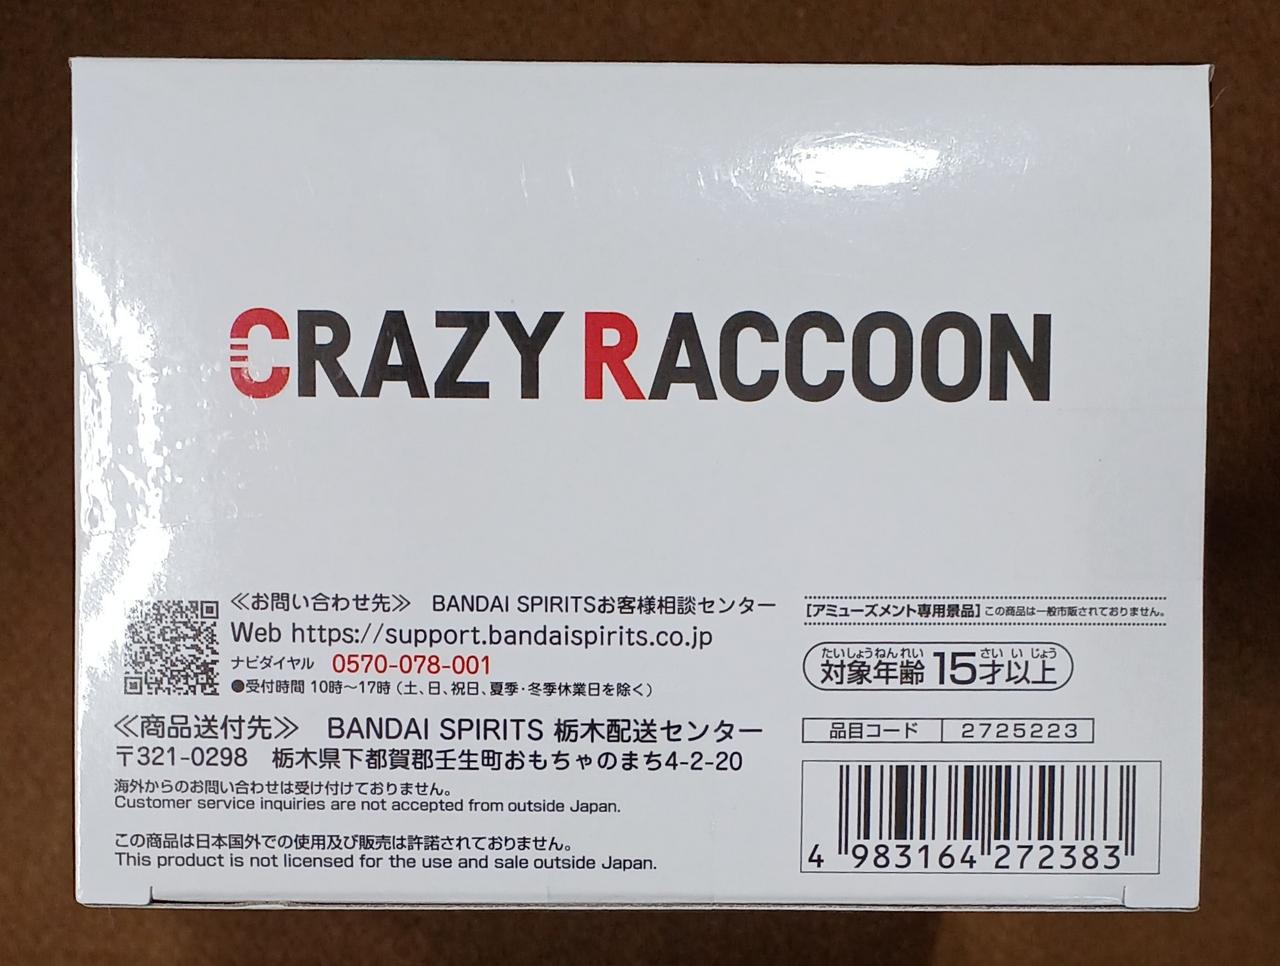 CRAZY RACCOON
≪お問い合わせ先≫ BANDAI SPIRITSお客様相談センター
Web https://support.bandaispirits.co.jp
ナビダイヤル 0570-078-001
●受付時間 10時～17時（土、日、祝日、夏季・冬季休業日を除く）
≪商品送付先≫ BANDAI SPIRITS 栃木配送センター
〒321-0298 栃木県下都賀郡壬生町おもちゃのまち4-2-20
海外からのお問い合わせは受け付けておりません。
Customer service inquiries are not accepted from outside Japan.
この商品は日本国外での使用及び販売は許諾されておりません。
This product is not licensed for the use and sale outside Japan.
[アミューズメント専用景品] この商品は一般市販されておりません。
たいしょうねんれい さい い じょう
対象年齢 15才以上
品目コード 2725223
4 983164 272383